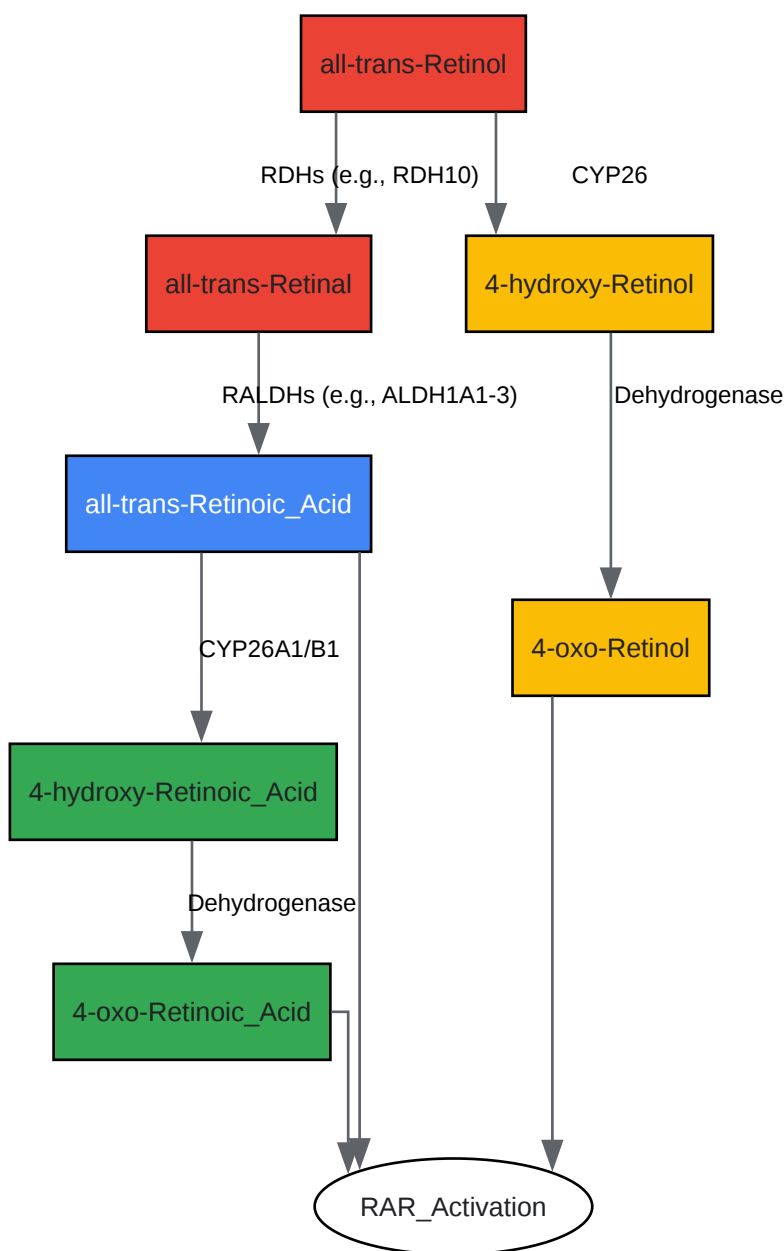 all-trans-Retinol
RDHs (e.g., RDH10)
CYP26
all-trans-Retinal
4-hydroxy-Retinol
RALDHs (e.g., ALDH1A1-3)
Dehydrogenase
all-trans-Retinoic_Acid
CYP26A1/B1
4-oxo-Retinol
4-hydroxy-Retinoic_Acid
Dehydrogenase
4-oxo-Retinoic_Acid
RAR_Activation